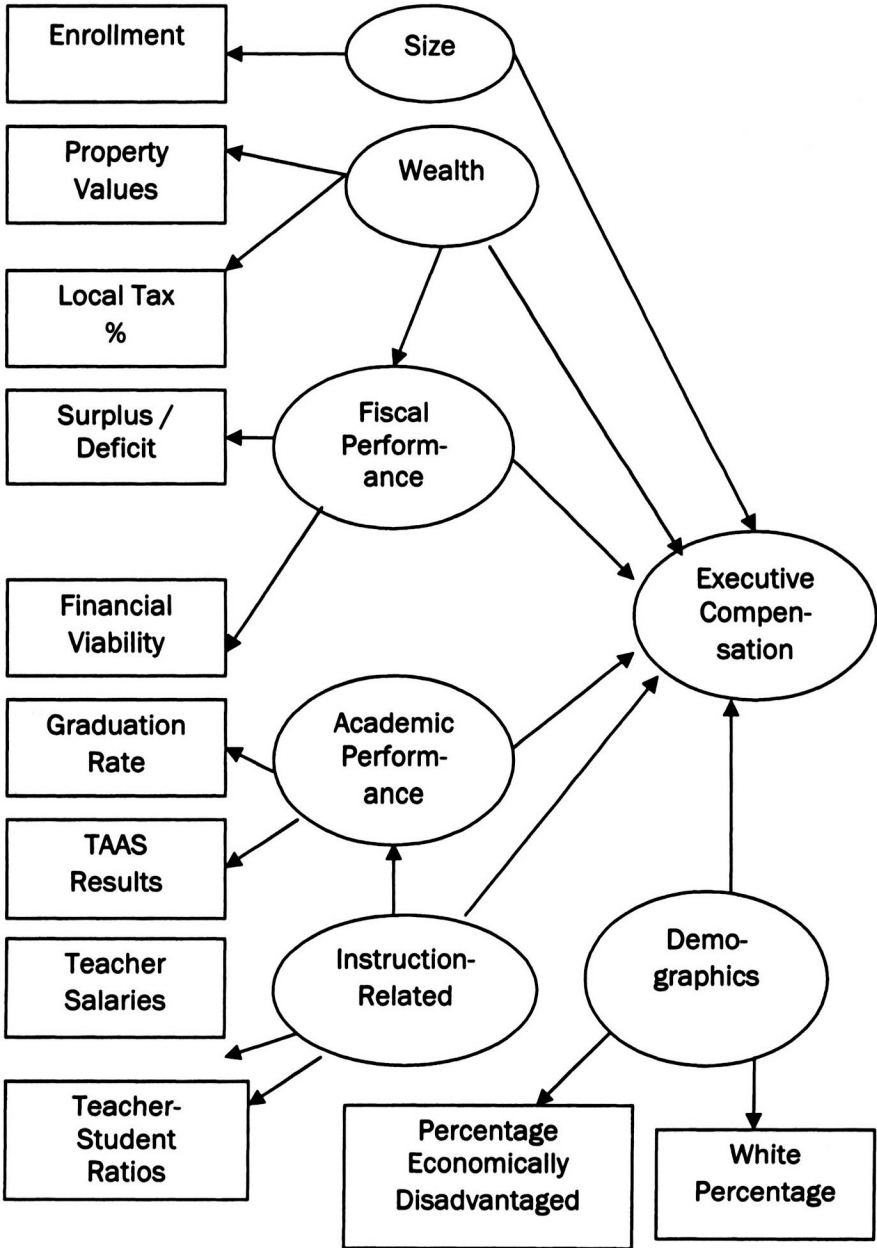 Enrollment
Size
Property
Values
Wealth
Local Tax
%
Surplus /
Deficit
Fiscal
Perform-
ance
Financial
Viability
Executive
Compen-
sation
Graduation
Rate
Academic
Perform-
ance
TAAS
Results
Teacher
Salaries
Instruction-
Related
Demo-
graphics
Teacher-
Student
Ratios
Percentage
Economically
Disadvantaged
White
Percentage